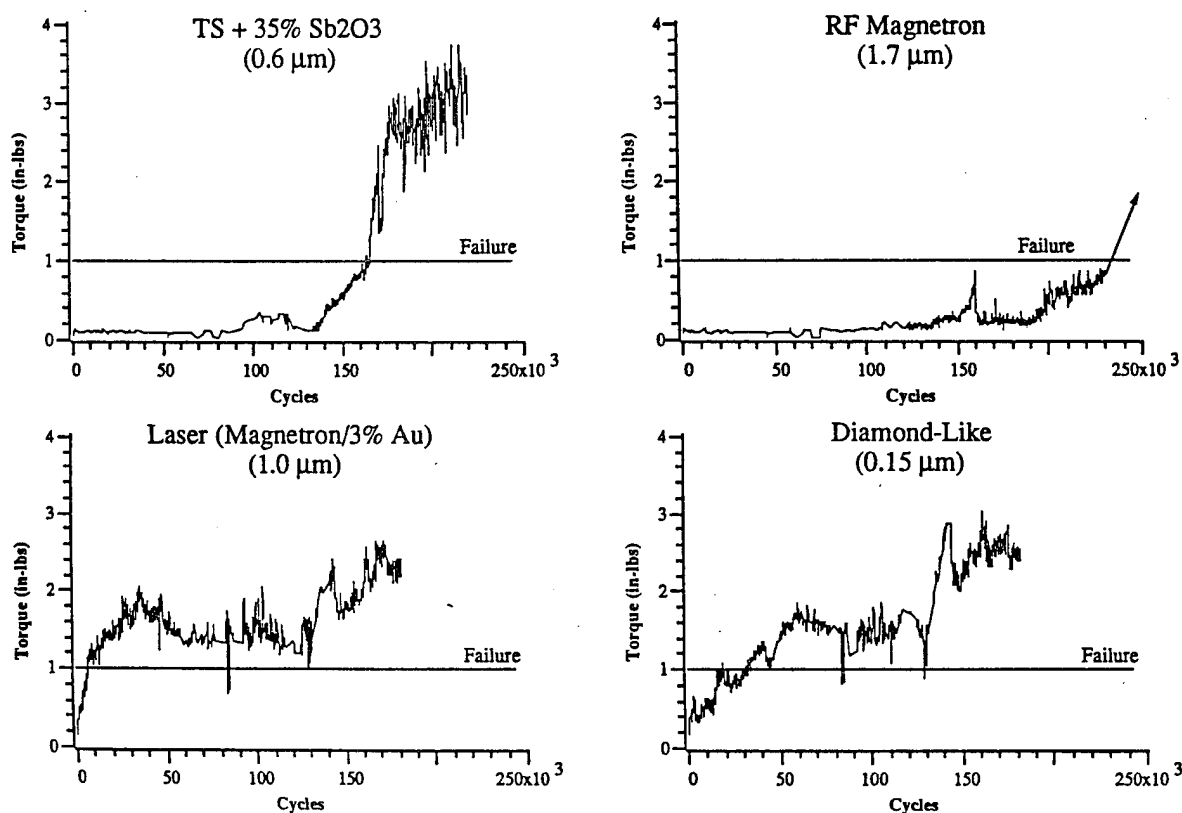 TS + 35% Sb2O3
(0.6 μm)
4
3
2
1
0
Torque (in-lbs)
Failure
0
50
100
150
250x10 3
Cycles
RF Magnetron
(1.7 μm)
4
3
2
1
0
Torque (in-lbs)
Failure
0
50
100
150
250x10 3
Cycles
Laser (Magnetron/3% Au)
(1.0 μm)
4
3
2
1
0
Torque (in-lbs)
Failure
0
50
100
150
250x10 3
Cycles
Diamond-Like
(0.15 μm)
4
3
2
1
0
Torque (in-lbs)
Failure
0
50
100
150
250x10 3
Cycles